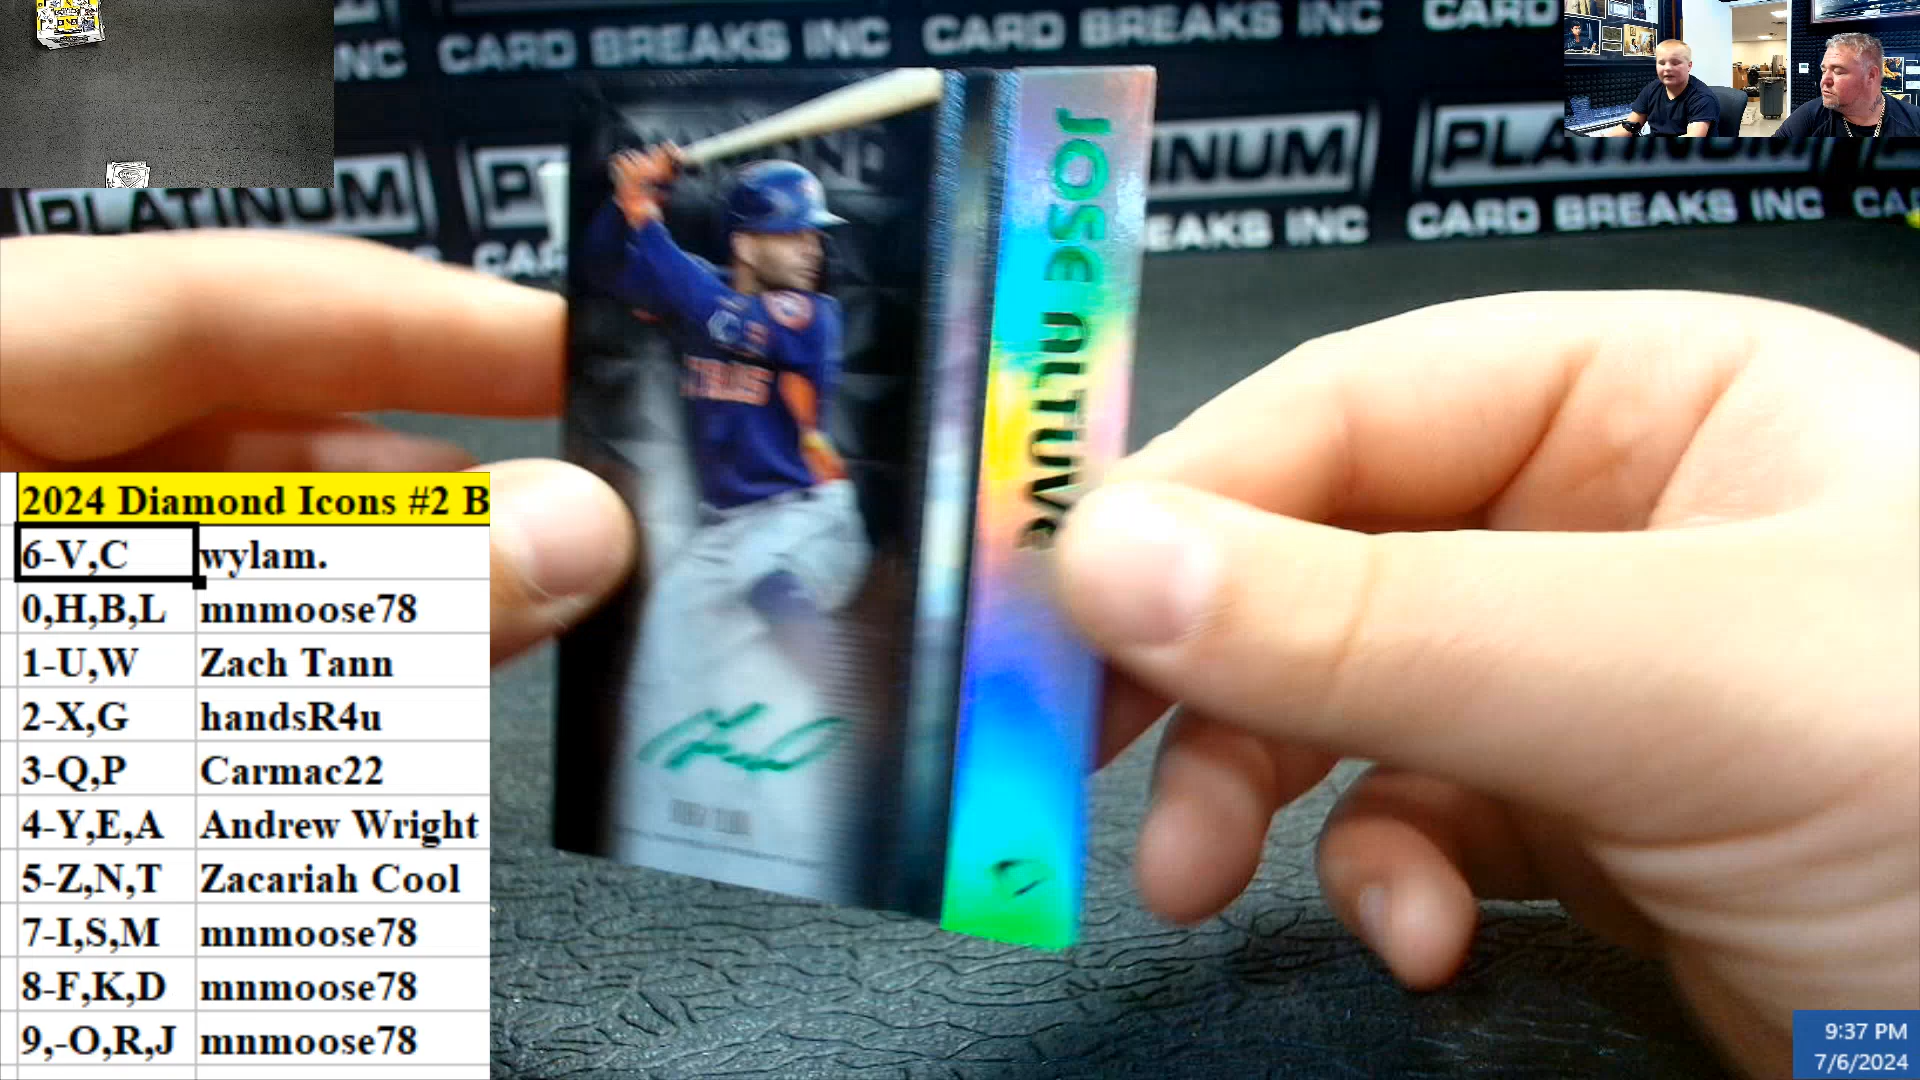 INC
CARD BREAKS INC
CARD BREAKS INC
CARD
PLATINUM
PLATINUM
CARD BREAKS INC
JOSE ALTUVE
2024 Diamond Icons #2 B
6-V,C wylam.
0,H,B,L mnmoose78
1-U,W Zach Tann
2-X,G handsR4u
3-Q,P Carmac22
4-Y,E,A Andrew Wright
5-Z,N,T Zacariah Cool
7-I,S,M mnmoose78
8-F,K,D mnmoose78
9,-O,R,J mnmoose78
9:37 PM
7/6/2024